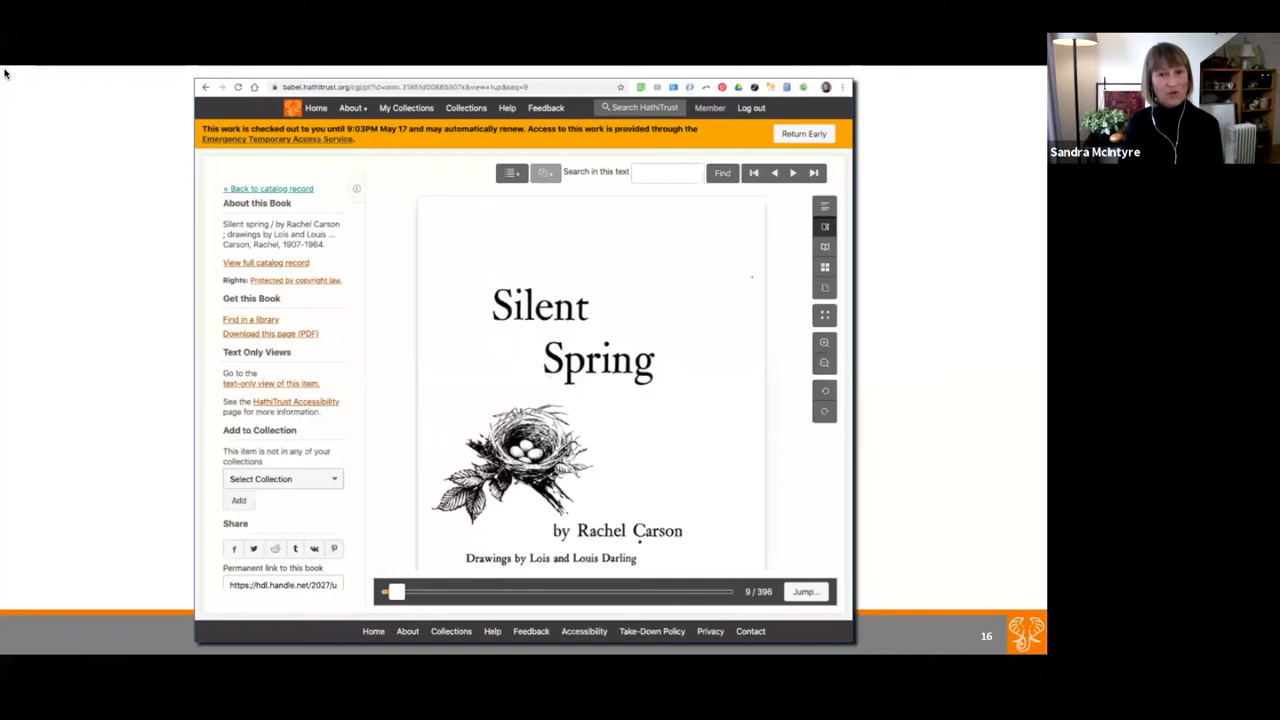 babel.hathitrust.org/cgi/pt?id=umn.31951d00865307k&view=1up&seq=9
Home About My Collections Collections Help Feedback Search HathiTrust Member Log out
This work is checked out to you until 9:03PM May 17 and may automatically renew. Access to this work is provided through the
Emergency Temporary Access Service.
Return Early
Search in this text
Find
« Back to catalog record
About this Book
Silent spring / by Rachel Carson
; drawings by Lois and Louis ...
Carson, Rachel, 1907-1964.
View full catalog record
Rights: Protected by copyright law.
Get this Book
Find in a library
Download this page (PDF)
Text Only Views
Go to the
text-only view of this item.
See the HathiTrust Accessibility
page for more information.
Add to Collection
This item is not in any of your
collections
Select Collection
Add
Share
Permanent link to this book
https://hdl.handle.net/2027/u
Silent
Spring
by Rachel Carson
Drawings by Lois and Louis Darling
9 / 396
Jump...
Home About Collections Help Feedback Accessibility Take-Down Policy Privacy Contact
16
Sandra McIntyre